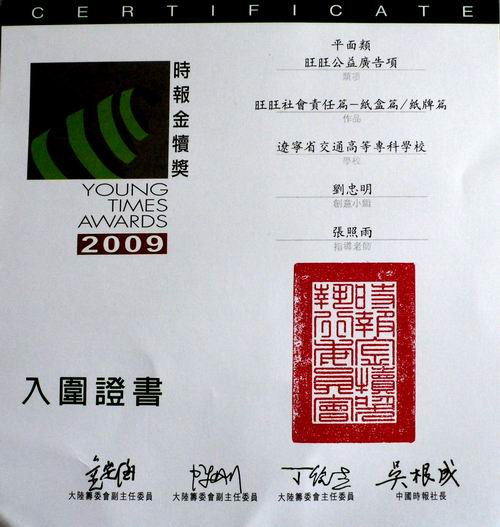 CERTIFICATE
時報金犢獎
YOUNG
TIMES
AWARDS
2009
平面類
旺旺公益廣告項
類項
旺旺社會責任篇-紙盒篇/紙牌篇
作品
遼寧省交通高等專科學校
學校
劉忠明
創意小組
張照雨
指導老師
入圍證書
吳根成
大陸籌委會副主任委員
大陸籌委會副主任委員
大陸籌委會副主任委員
中國時報社長